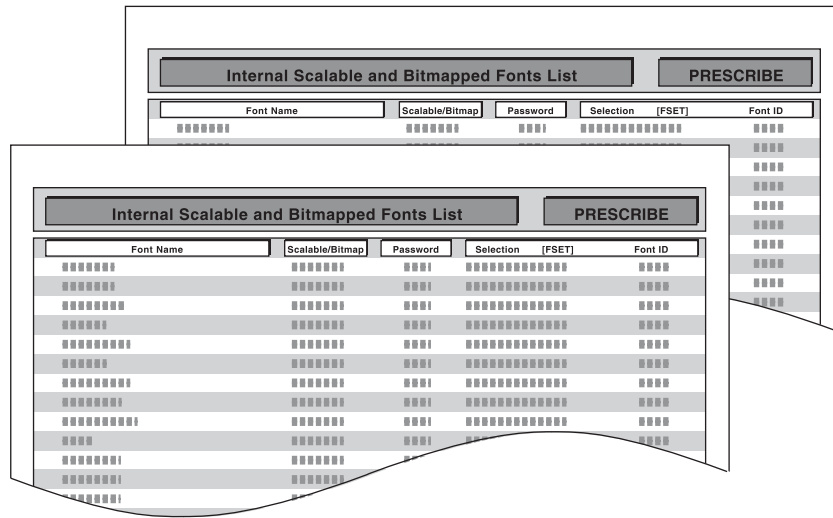 Internal Scalable and Bitmapped Fonts List PRESCRIBE
Font Name Scalable/Bitmap Password Selection [FSET] Font ID
Internal Scalable and Bitmapped Fonts List PRESCRIBE
Font Name Scalable/Bitmap Password Selection [FSET] Font ID